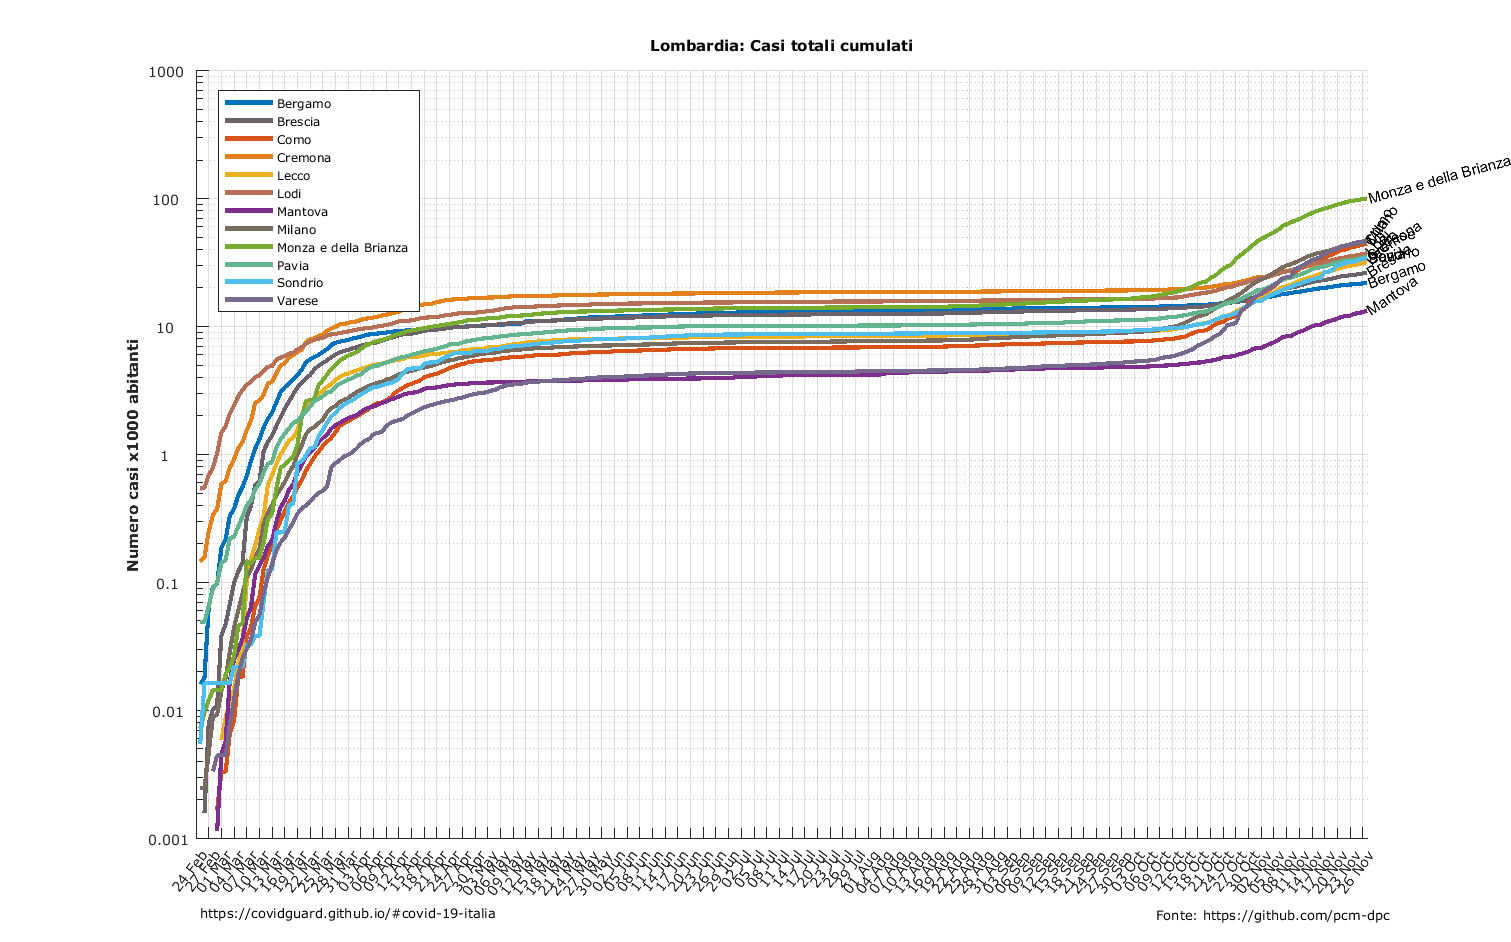 Lombardia: Casi totali cumulati
1000
100
10
1
0.1
0.01
0.001
Numero casi x1000 abitanti
Bergamo
Brescia
Como
Cremona
Lecco
Lodi
Mantova
Milano
Monza e della Brianza
Pavia
Sondrio
Varese
Monza e della Brianza
Brescia
Bergamo
Mantova
24 Feb
27 Feb
01 Mar
04 Mar
07 Mar
10 Mar
13 Mar
16 Mar
19 Mar
22 Mar
25 Mar
28 Mar
31 Mar
03 Apr
06 Apr
09 Apr
12 Apr
15 Apr
18 Apr
21 Apr
24 Apr
27 Apr
30 Apr
03 May
06 May
09 May
12 May
15 May
18 May
21 May
24 May
27 May
30 May
02 Jun
05 Jun
08 Jun
11 Jun
14 Jun
17 Jun
20 Jun
23 Jun
26 Jun
29 Jun
02 Jul
05 Jul
08 Jul
11 Jul
14 Jul
17 Jul
20 Jul
23 Jul
26 Jul
29 Jul
01 Aug
04 Aug
07 Aug
10 Aug
13 Aug
16 Aug
19 Aug
22 Aug
25 Aug
28 Aug
31 Aug
03 Sep
06 Sep
09 Sep
12 Sep
15 Sep
18 Sep
21 Sep
24 Sep
27 Sep
30 Sep
03 Oct
06 Oct
09 Oct
12 Oct
15 Oct
18 Oct
21 Oct
24 Oct
27 Oct
30 Oct
02 Nov
05 Nov
08 Nov
11 Nov
14 Nov
17 Nov
20 Nov
23 Nov
26 Nov
https://covidguard.github.io/#covid-19-italia
Fonte: https://github.com/pcm-dpc